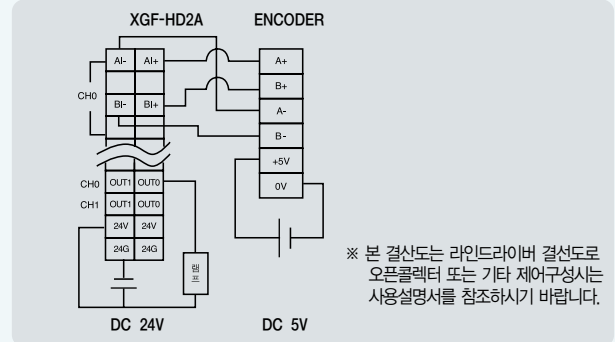 XGF-HD2A ENCODER
AI- AI+ A+
CH0 BI- BI+ B+
A-
B-
+5V
CH0 OUT1 OUT0 0V
CH1 OUT1 OUT0
24V 24V
24G 24G
램프
DC 24V DC 5V
※ 본 결산도는 라인드라이버 결선도로
오픈콜렉터 또는 기타 제어구성시는
사용설명서를 참조하시기 바랍니다.